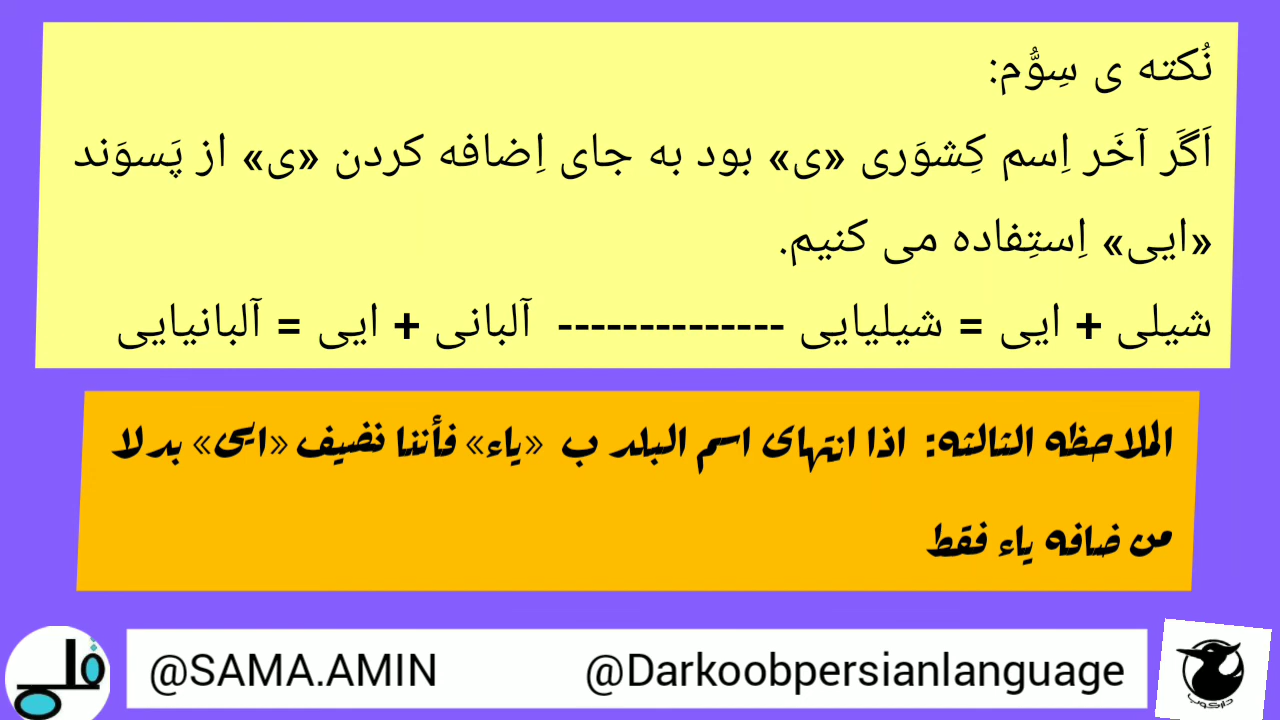 نُکته ی سِوُّم:
اَگَر آخَر اِسم کِشوَری «ی» بود به جای اِضافه کردن «ی» از پَسوَند
«ایی» اِستِفاده می کنیم.
شیلی + ایی = شیلیایی -------------- آلبانی + ایی = آلبانیایی
الملاحظه الثالثه: اذا انتهای اسم البلد ب «یاء» فأننا نضیف «ایی» بدلا
من ضافه یاء فقط
@SAMA.AMIN @Darkoobpersianlanguage
دارکوب